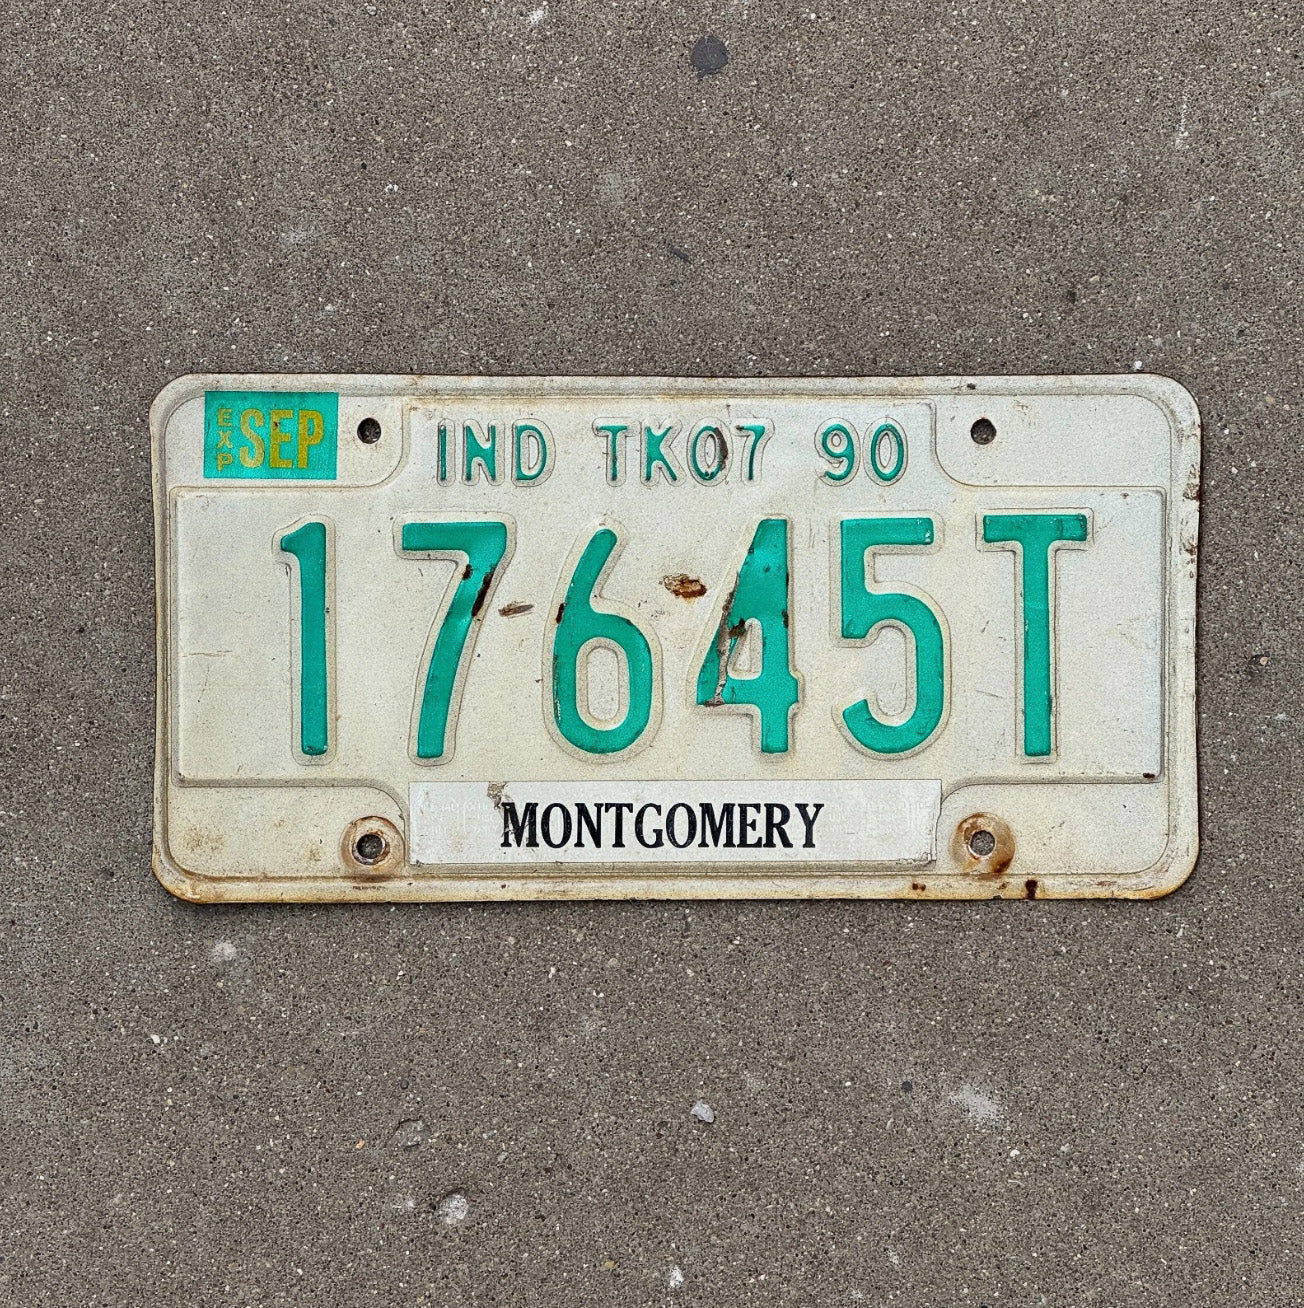 EXP SEP
IND TK07 90
17645T
MONTGOMERY